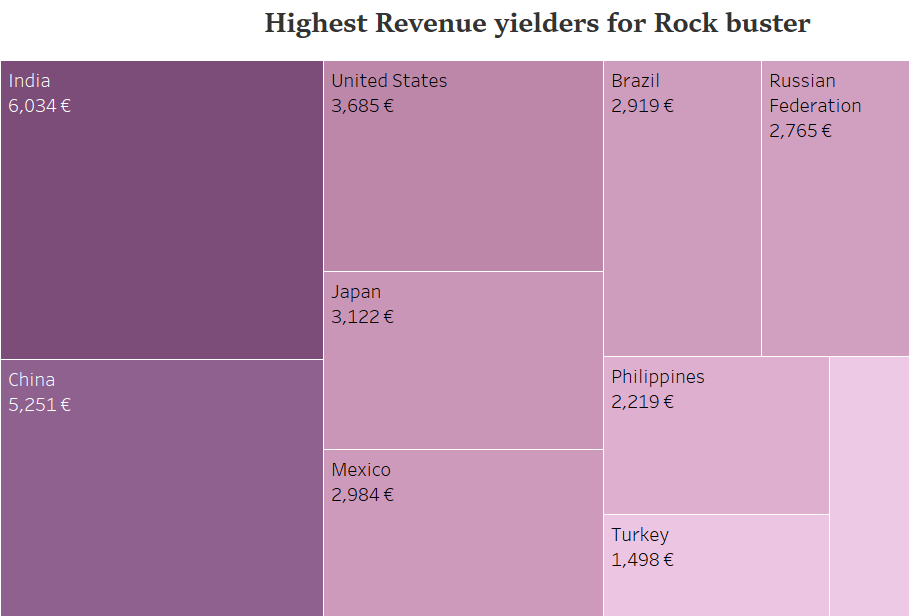 Highest Revenue yielders for Rock buster
India
6,034 €
China
5,251 €
United States
3,685 €
Japan
3,122 €
Mexico
2,984 €
Brazil
2,919 €
Russian
Federation
2,765 €
Philippines
2,219 €
Turkey
1,498 €